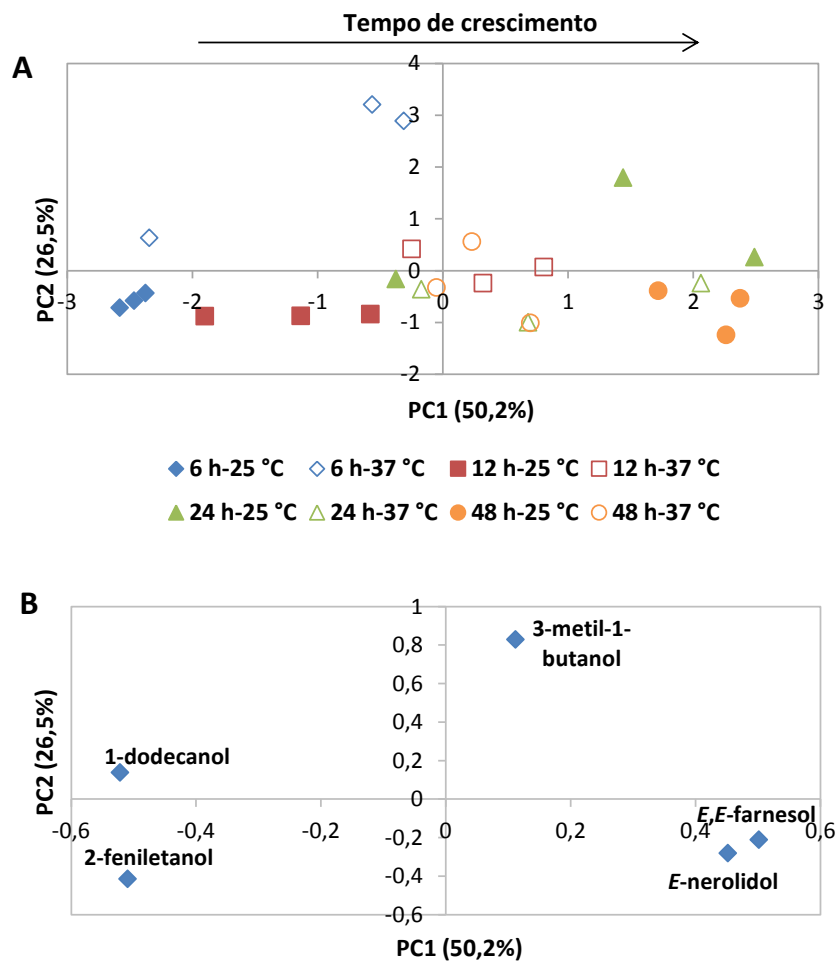 Tempo de crescimento
A
4
3
2
1
0
-1
-2
-3
-2
-1
0
1
2
3
PC2 (26,5%)
PC1 (50,2%)
6 h-25 °C
6 h-37 °C
12 h-25 °C
12 h-37 °C
24 h-25 °C
24 h-37 °C
48 h-25 °C
48 h-37 °C
B
1
0,8
0,6
0,4
0,2
0
-0,2
-0,4
-0,6
-0,6
-0,4
-0,2
0
0,2
0,4
0,6
3-metil-1-
butanol
1-dodecanol
2-feniletanol
E,E-farnesol
E-nerolidol
PC2 (26,5%)
PC1 (50,2%)